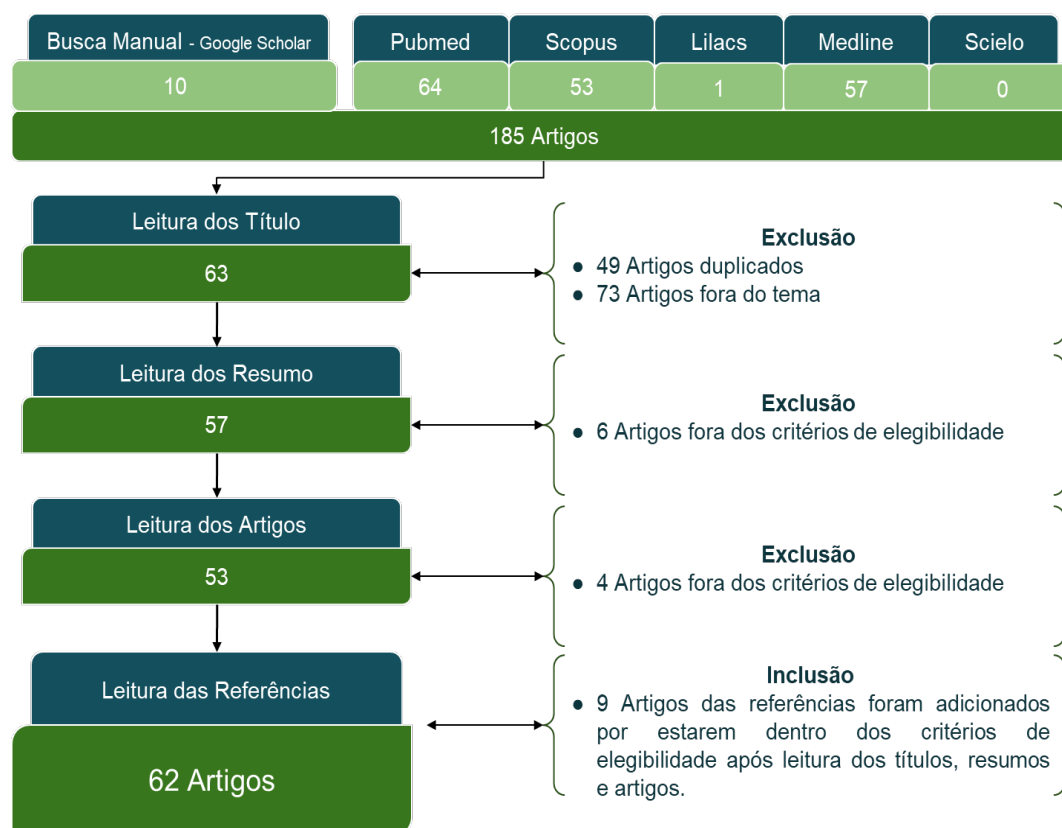 Busca Manual - Google Scholar
Pubmed
Scopus
Lilacs
Medline
Scielo
10
64
53
1
57
0
185 Artigos
Leitura dos Título
63
Exclusão
● 49 Artigos duplicados
● 73 Artigos fora do tema
Leitura dos Resumo
57
Exclusão
● 6 Artigos fora dos critérios de elegibilidade
Leitura dos Artigos
53
Exclusão
● 4 Artigos fora dos critérios de elegibilidade
Leitura das Referências
62 Artigos
Inclusão
● 9 Artigos das referências foram adicionados
por estarem dentro dos critérios de
elegibilidade após leitura dos títulos, resumos
e artigos.